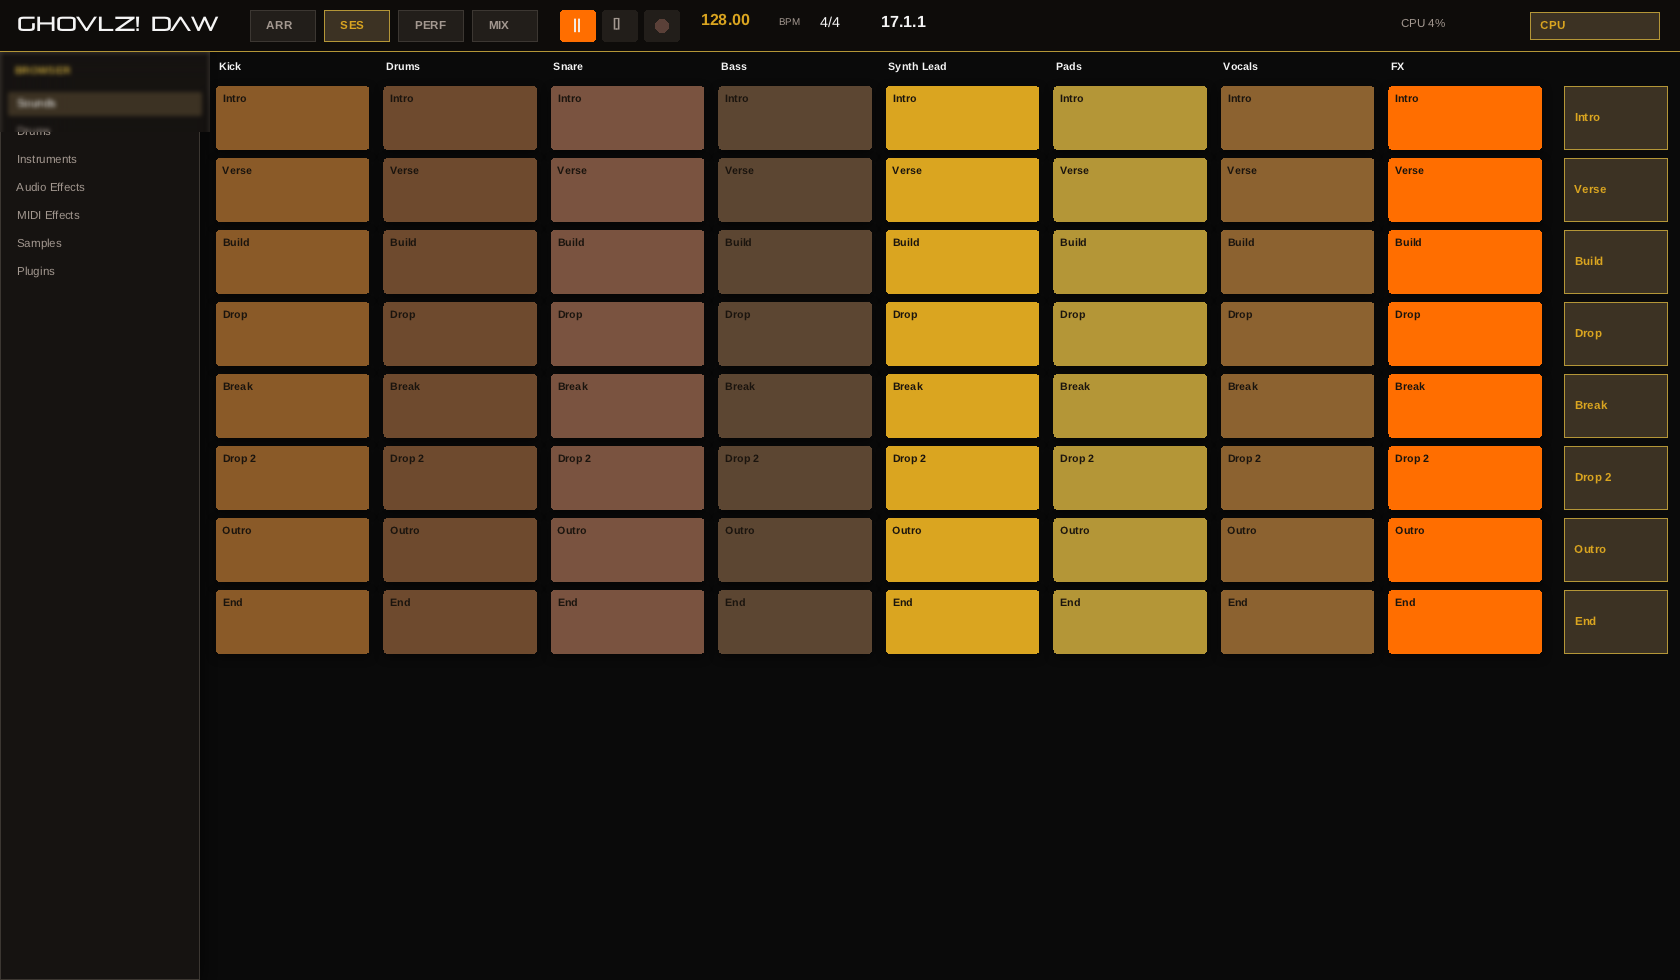 GHOVLZ! DAW
ARR SES PERF MIX 128.00 BPM 4/4 17.1.1 CPU 4% CPU
BROWSER
Sounds
Drums
Instruments
Audio Effects
MIDI Effects
Samples
Plugins
Kick Drums Snare Bass Synth Lead Pads Vocals FX
Intro Intro Intro Intro Intro Intro Intro Intro Intro
Verse Verse Verse Verse Verse Verse Verse Verse Verse
Build Build Build Build Build Build Build Build Build
Drop Drop Drop Drop Drop Drop Drop Drop Drop
Break Break Break Break Break Break Break Break Break
Drop 2 Drop 2 Drop 2 Drop 2 Drop 2 Drop 2 Drop 2 Drop 2 Drop 2
Outro Outro Outro Outro Outro Outro Outro Outro Outro
End End End End End End End End End